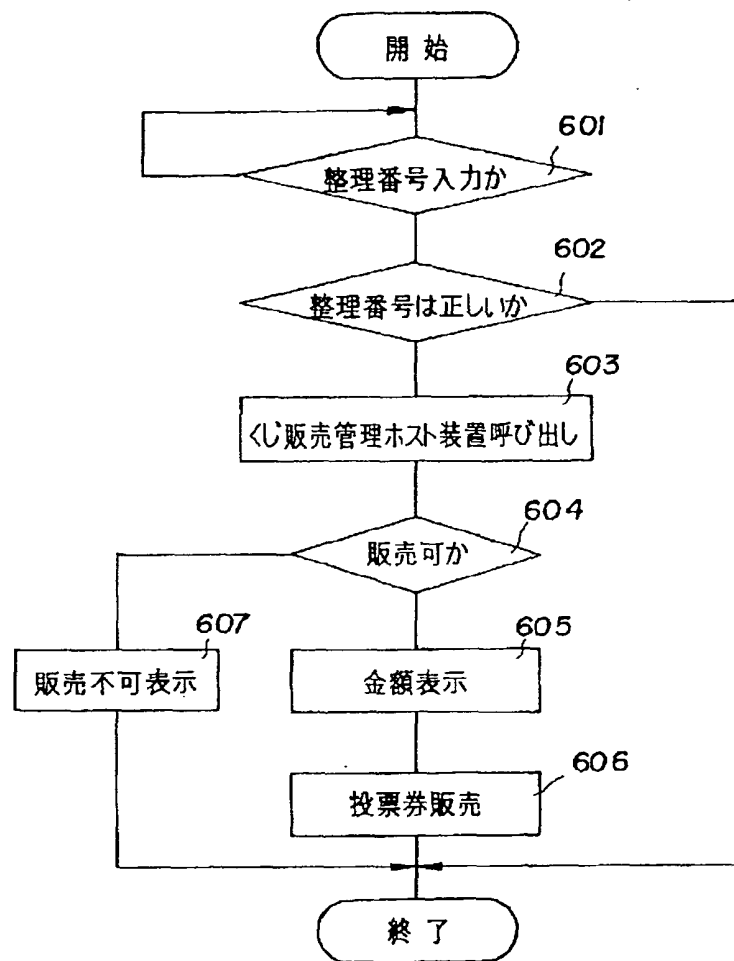 開始
601
整理番号入力か
602
整理番号は正しいか
603
くじ販売管理ホスト装置呼び出し
604
販売可か
607
販売不可表示
605
金額表示
606
投票券販売
終了